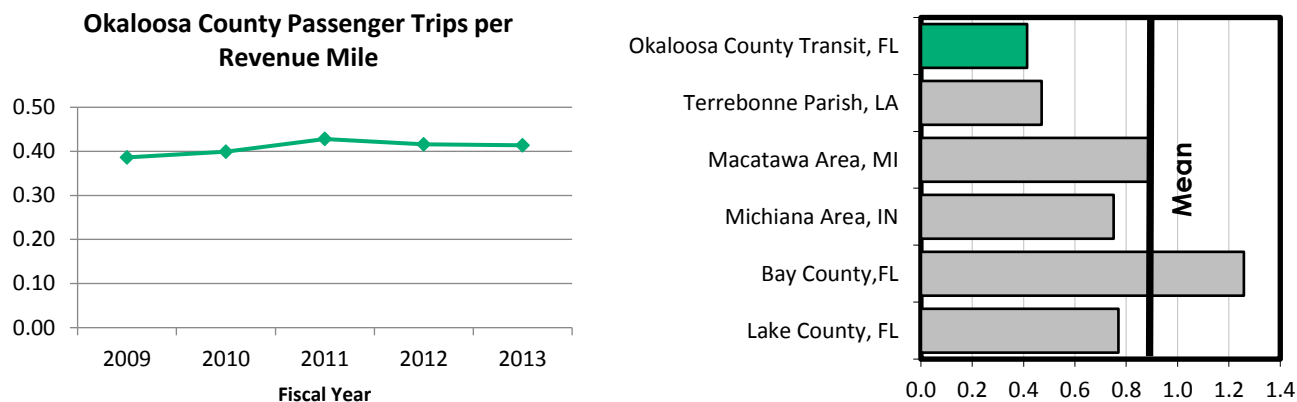 Okaloosa County Passenger Trips per
Revenue Mile
0.50
0.40
0.30
0.20
0.10
0.00
2009 2010 2011 2012 2013
Fiscal Year
Okaloosa County Transit, FL
Terrebonne Parish, LA
Macatawa Area, MI
Michiana Area, IN
Bay County,FL
Lake County, FL
Mean
0.0 0.2 0.4 0.6 0.8 1.0 1.2 1.4